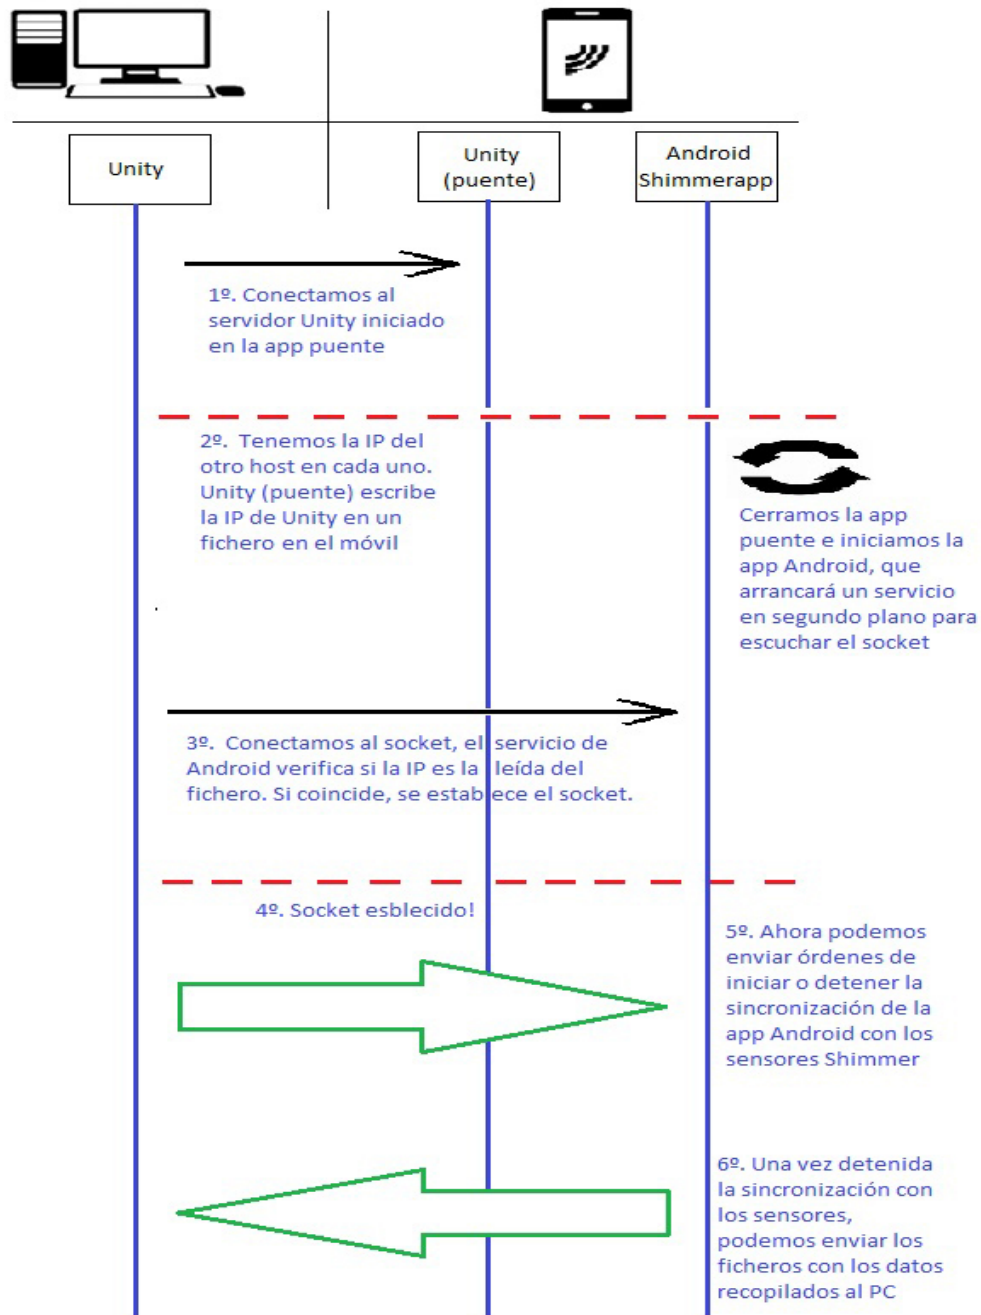 Unity
Unity
(puente)
Android
Shimmerapp
1º. Conectamos al
servidor Unity iniciado
en la app puente
2º. Tenemos la IP del
otro host en cada uno.
Unity (puente) escribe
la IP de Unity en un
fichero en el móvil
Cerramos la app
puente e iniciamos la
app Android, que
arrancará un servicio
en segundo plano para
escuchar el socket
3º. Conectamos al socket, el servicio de
Android verifica si la IP es la leída del
fichero. Si coincide, se estabece el socket.
4º. Socket esblecido!
5º. Ahora podemos
enviar órdenes de
iniciar o detener la
sincronización de la
app Android con los
sensores Shimmer
6º. Una vez detenida
la sincronización con
los sensores,
podemos enviar los
ficheros con los datos
recopilados al PC